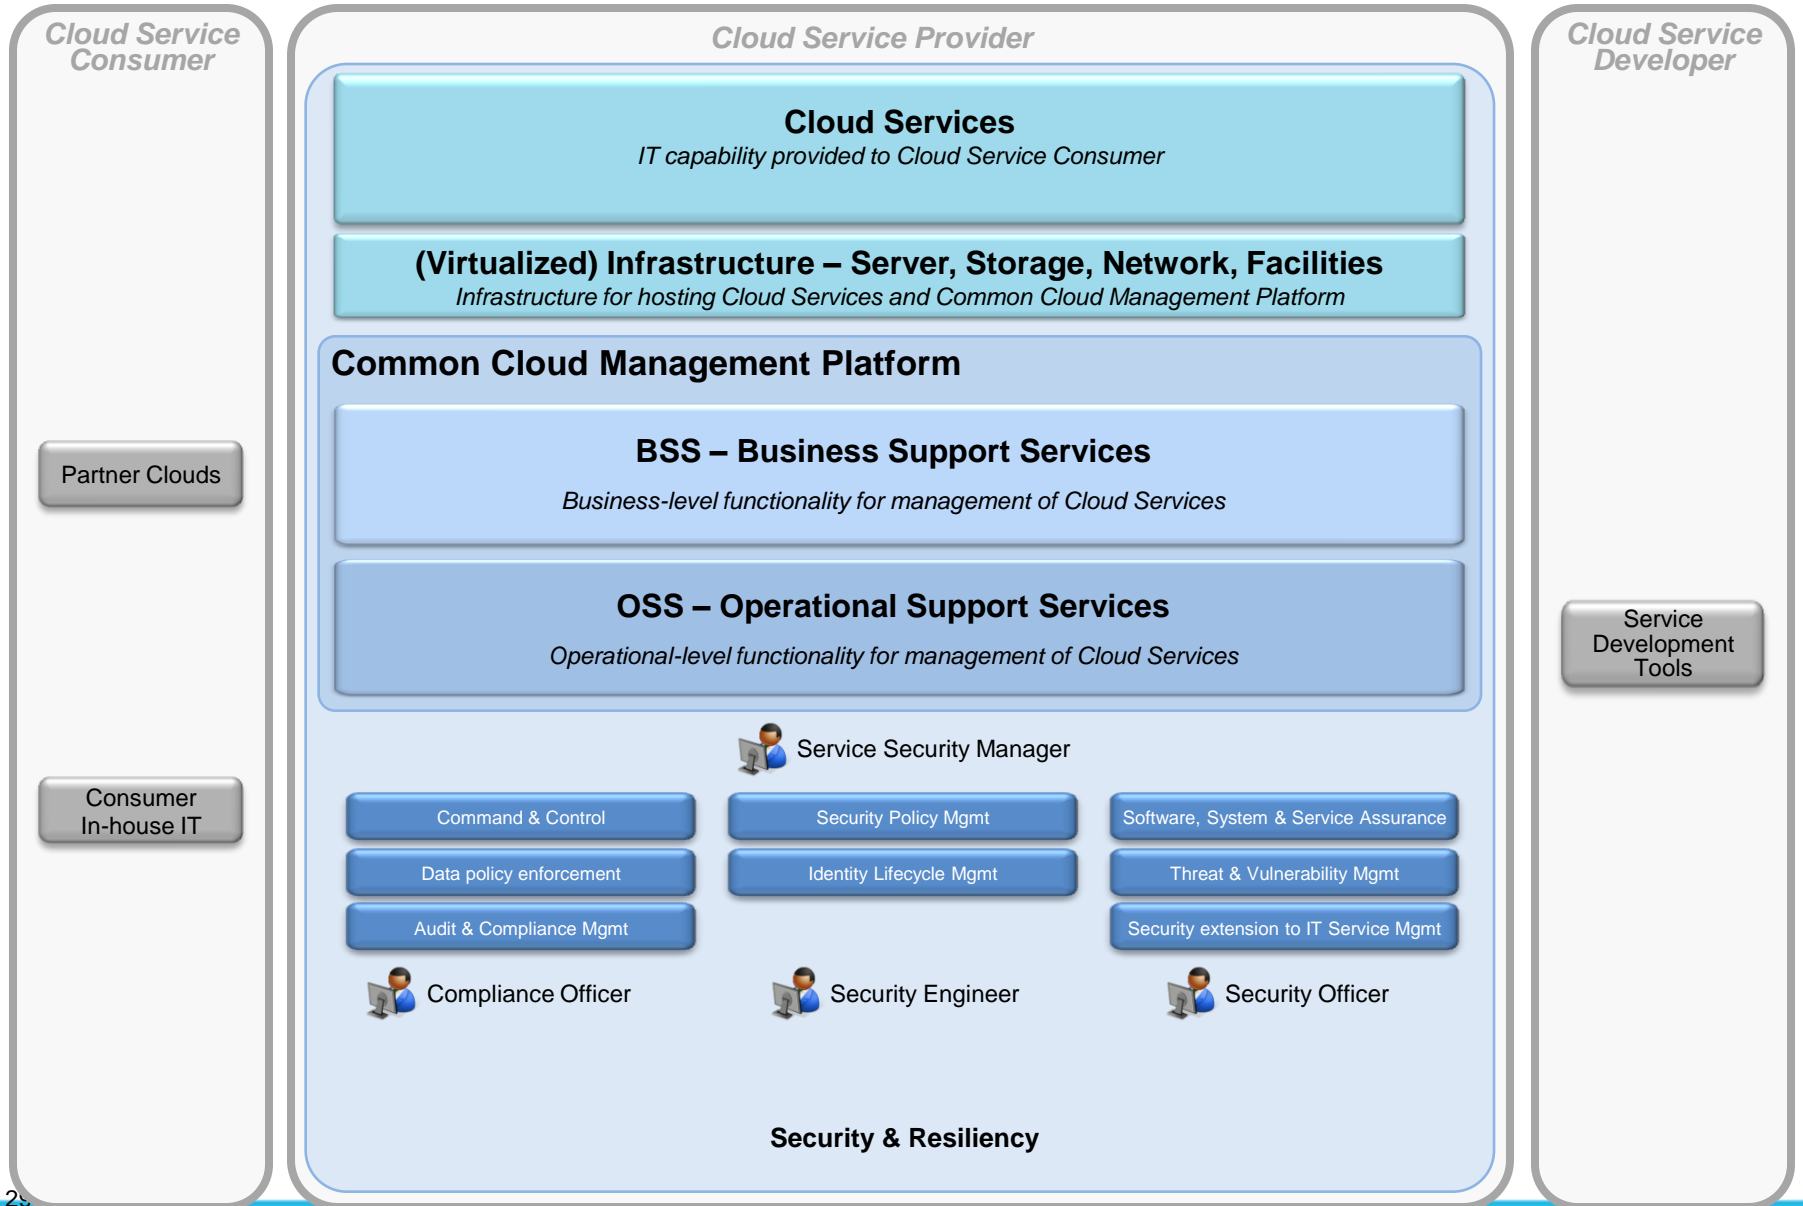 Cloud Service
Consumer
Cloud Service Provider
Cloud Service
Developer
Cloud Services
IT capability provided to Cloud Service Consumer
(Virtualized) Infrastructure – Server, Storage, Network, Facilities
Infrastructure for hosting Cloud Services and Common Cloud Management Platform
Common Cloud Management Platform
BSS – Business Support Services
Business-level functionality for management of Cloud Services
Partner Clouds
OSS – Operational Support Services
Operational-level functionality for management of Cloud Services
Service
Development
Tools
Service Security Manager
Consumer
In-house IT
Command & Control
Security Policy Mgmt
Software, System & Service Assurance
Data policy enforcement
Identity Lifecycle Mgmt
Threat & Vulnerability Mgmt
Audit & Compliance Mgmt
Security extension to IT Service Mgmt
Compliance Officer
Security Engineer
Security Officer
Security & Resiliency